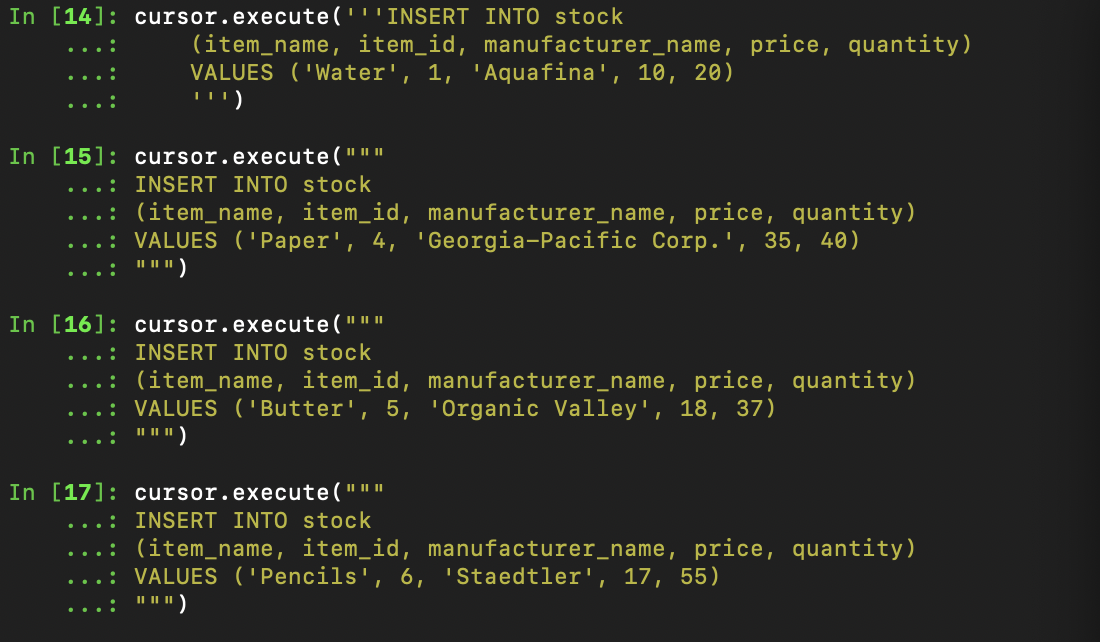 In [14]: cursor.execute('''INSERT INTO stock
...: (item_name, item_id, manufacturer_name, price, quantity)
...: VALUES ('Water', 1, 'Aquafina', 10, 20)
...: ''')
In [15]: cursor.execute("""
...: INSERT INTO stock
...: (item_name, item_id, manufacturer_name, price, quantity)
...: VALUES ('Paper', 4, 'Georgia-Pacific Corp.', 35, 40)
...: """)
In [16]: cursor.execute("""
...: INSERT INTO stock
...: (item_name, item_id, manufacturer_name, price, quantity)
...: VALUES ('Butter', 5, 'Organic Valley', 18, 37)
...: """)
In [17]: cursor.execute("""
...: INSERT INTO stock
...: (item_name, item_id, manufacturer_name, price, quantity)
...: VALUES ('Pencils', 6, 'Staedtler', 17, 55)
...: """)